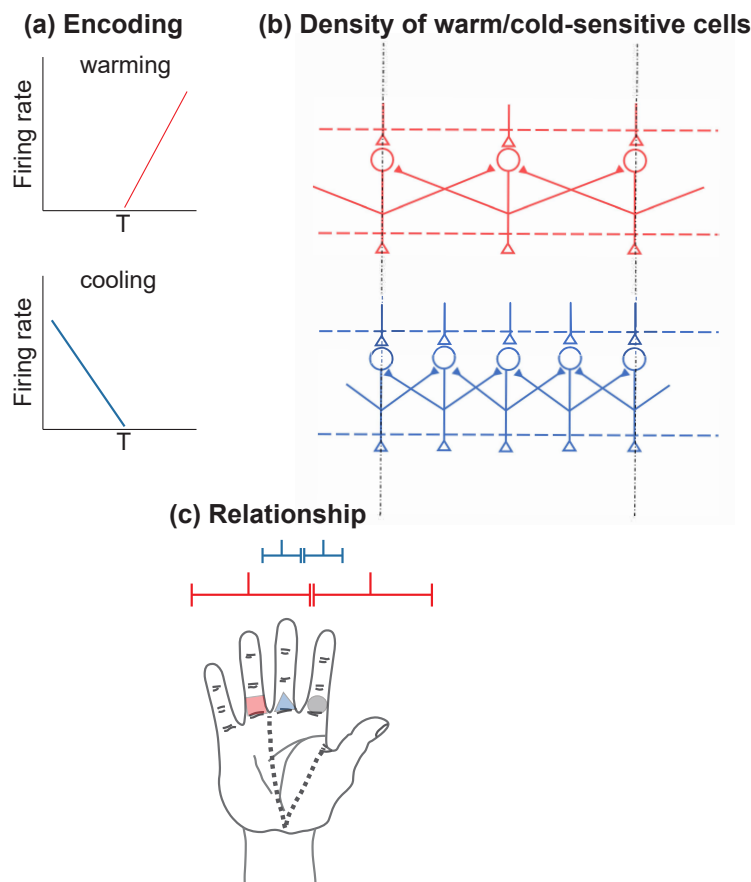 (a) Encoding
warming
Firing rate
T
cooling
Firing rate
T
(b) Density of warm/cold-sensitive cells
(c) Relationship